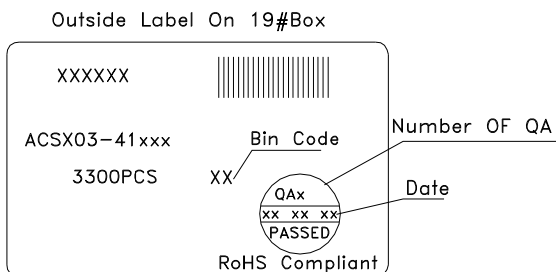 Outside Label On 19#Box
XXXXXX
ACSX03-41xxx
Bin Code
Number OF QA
3300PCS
XX
QAx
Date
xx xx xx
PASSED
RoHS Compliant